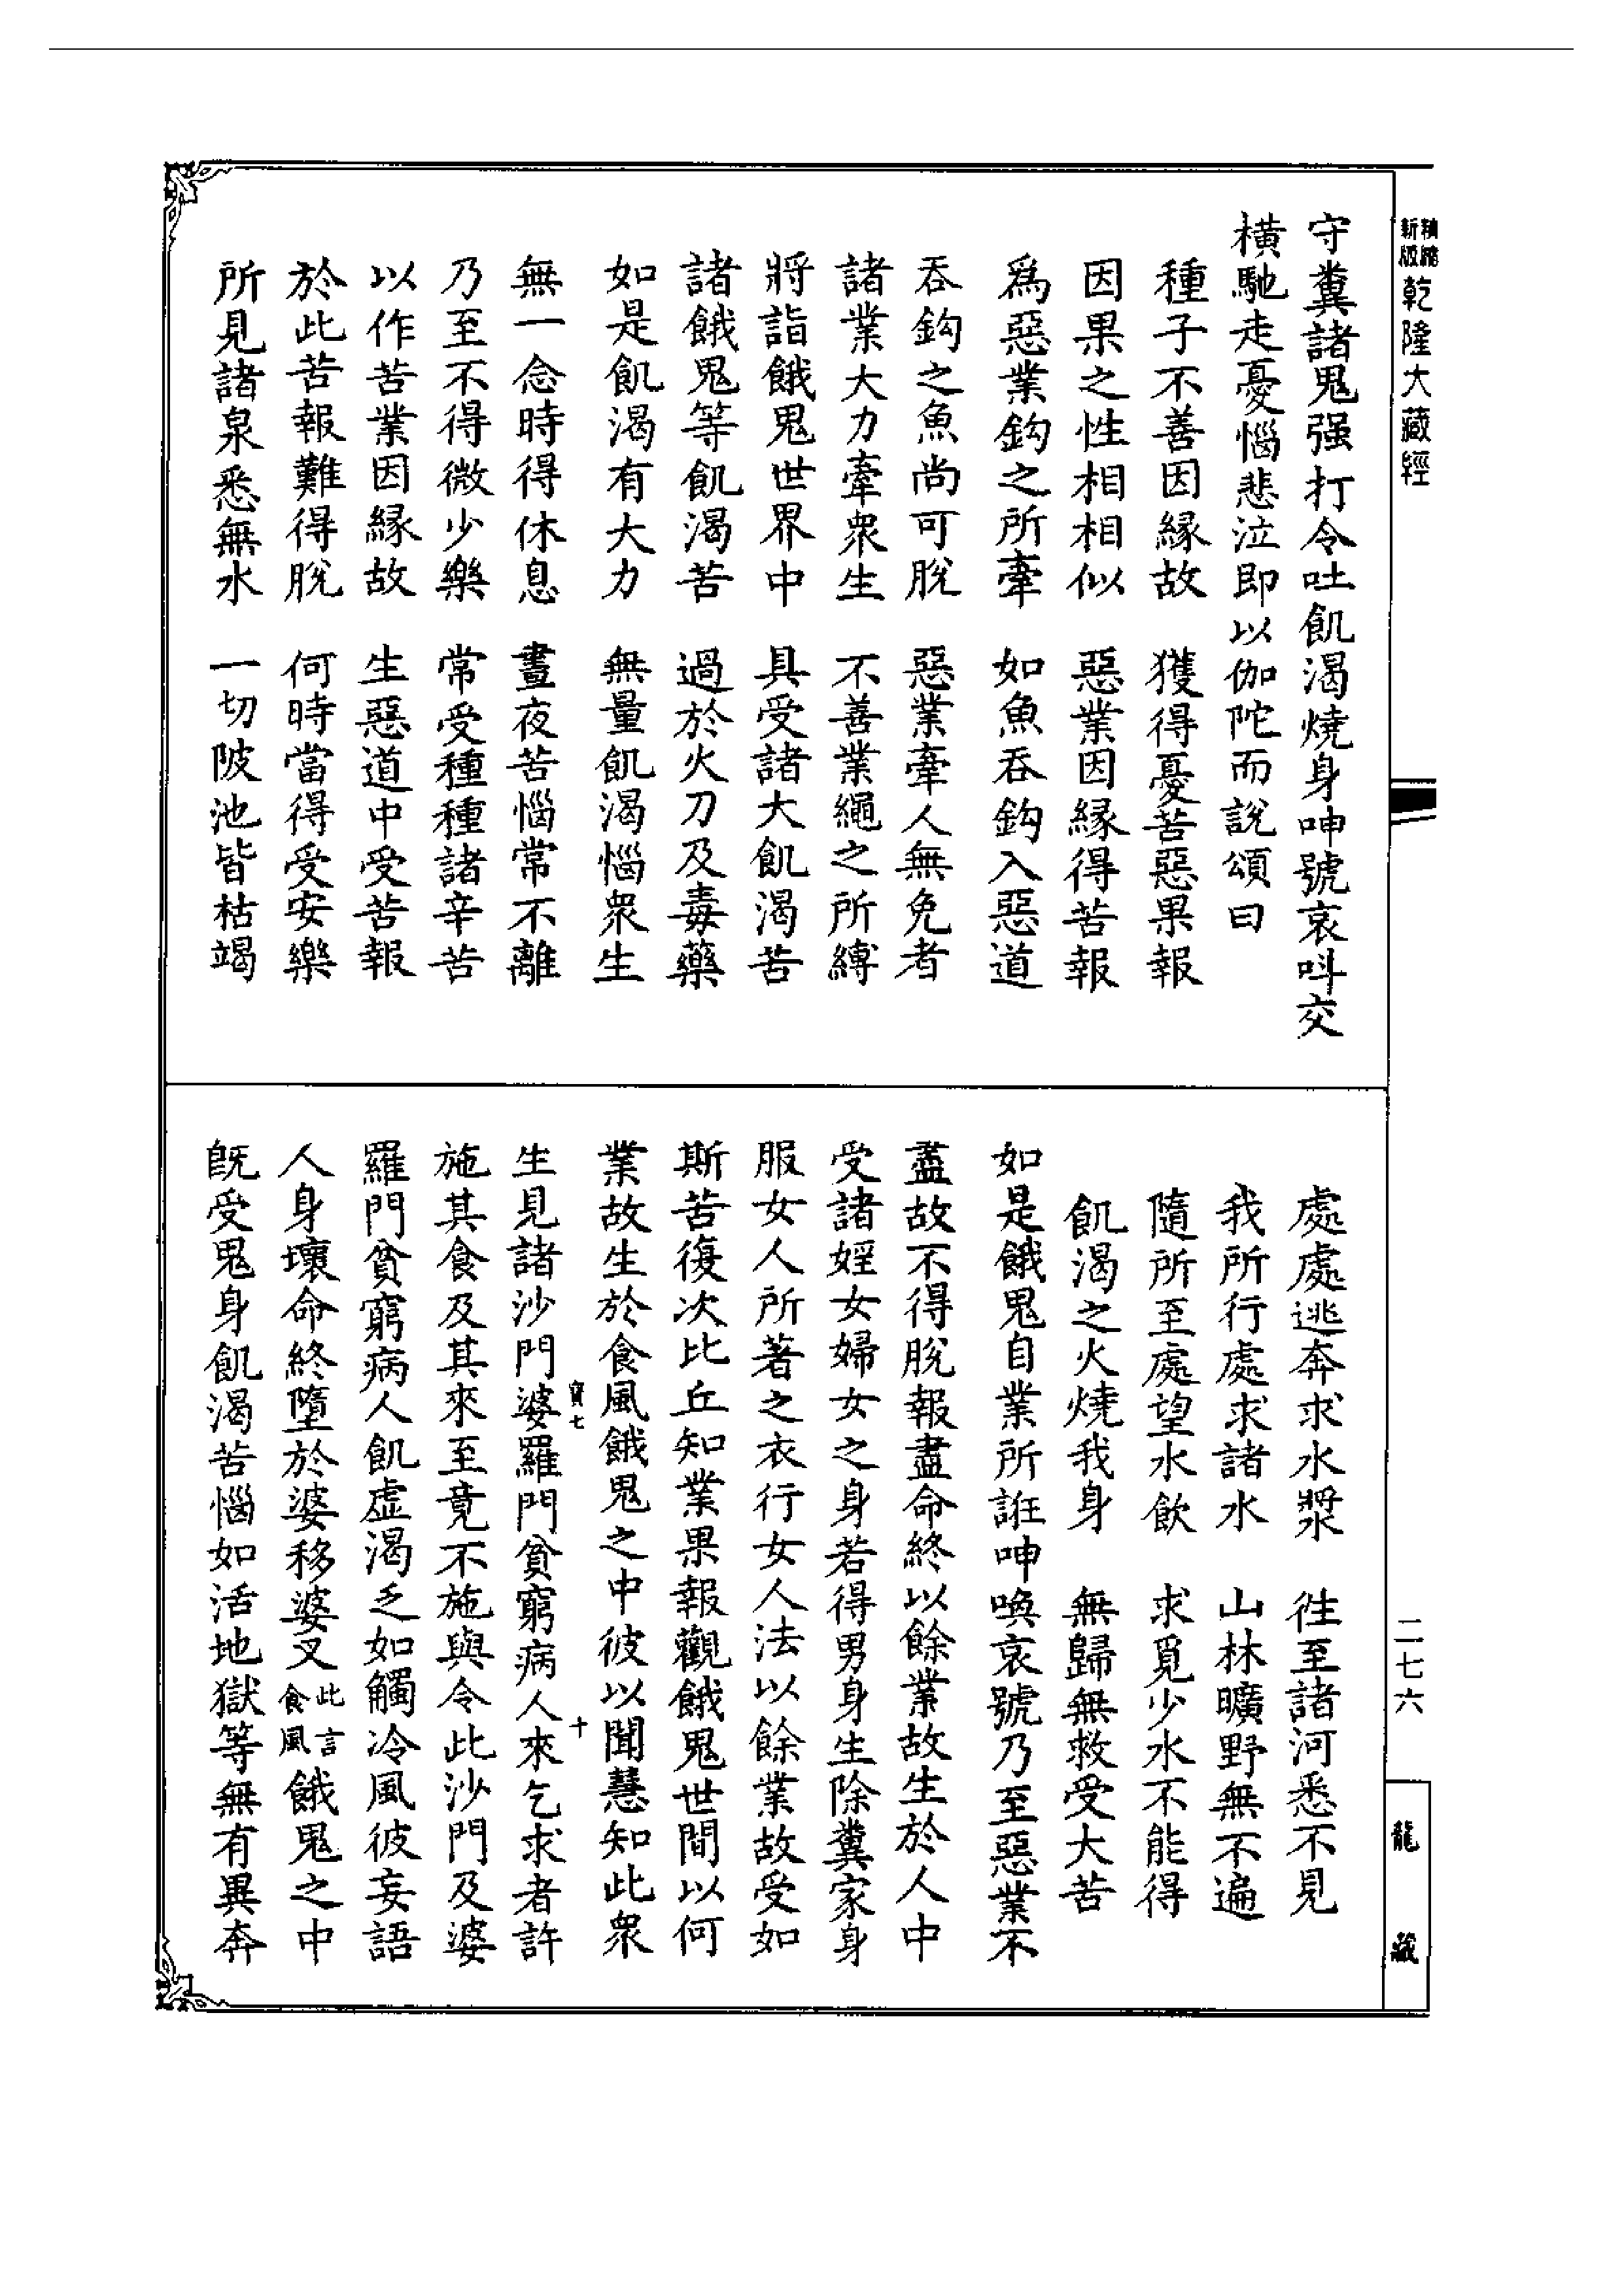 精縮新版乾隆大藏經
守糞諸鬼强打令吐飢渴燒身呻號哀呌交
橫馳走憂惱悲泣即以伽陀而說頌曰
種子不善因緣故　獲得憂苦惡果報
因果之性相相似　惡業因緣得苦報
爲惡業鈎之所牽　如魚吞鈎入惡道
吞鈎之魚尚可脫　惡業牽人無免者
諸業大力牽衆生　不善業繩之所縛
將詣餓鬼世界中　具受諸大飢渴苦
諸餓鬼等飢渴苦　過於火刀及毒藥
如是飢渴有大力　無量飢渴惱衆生
無一念時得休息　晝夜苦惱常不離
乃至不得微少樂　常受種種諸辛苦
以作苦業因緣故　生惡道中受苦報
於此苦報難得脫　何時當得受安樂
所見諸泉悉無水　一切陂池皆枯竭
處處逃奔求水漿　徃至諸河悉不見
我所行處求諸水　山林曠野無不遍
隨所至處望水飲　求覓少水不能得
飢渴之火燒我身　無歸無救受大苦
如是餓鬼自業所誑呻喚哀號乃至惡業不
盡故不得脫報盡命終以餘業故生於人中
受諸婬女婦女之身若得男身生除糞家身
服女人所著之衣行女人法以餘業故受如
斯苦復次比丘知業果報觀餓鬼世間以何
業故生於食風餓鬼之中彼以聞慧知此衆
寶七　十
生見諸沙門婆羅門貧窮病人來乞求者許
施其食及其來至竟不施與令此沙門及婆
羅門貧窮病人飢虛渴乏如觸冷風彼妄語
人身壞命終墮於婆移婆叉此言食風餓鬼之中
旣受鬼身飢渴苦惱如活地獄等無有異奔
二七六
龍藏